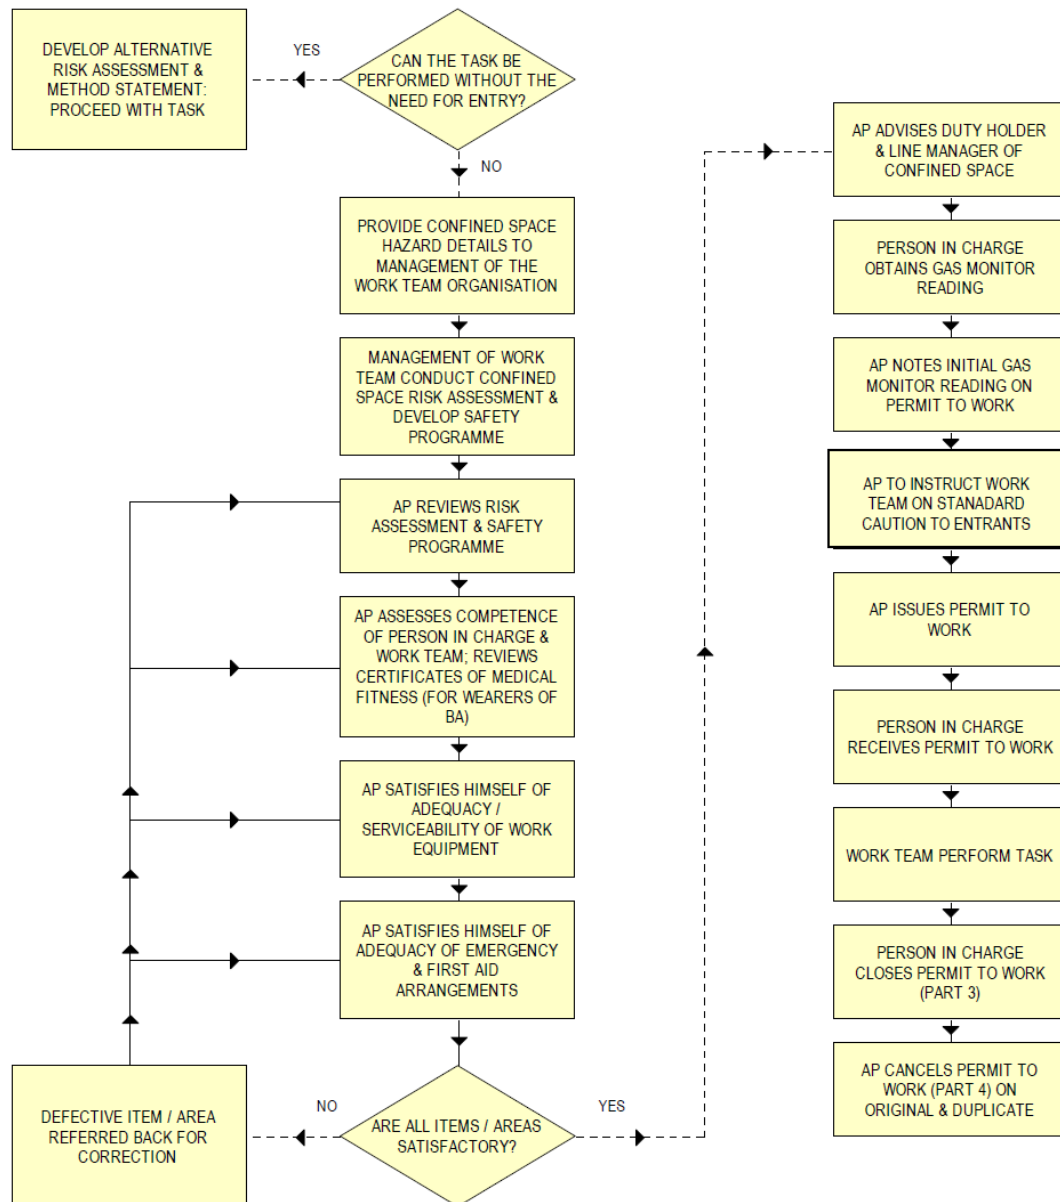 DEVELOP ALTERNATIVE
RISK ASSESSMENT &
METHOD STATEMENT:
PROCEED WITH TASK
YES
CAN THE TASK BE
PERFORMED WITHOUT THE
NEED FOR ENTRY?
NO
PROVIDE CONFINED SPACE
HAZARD DETAILS TO
MANAGEMENT OF THE
WORK TEAM ORGANISATION
MANAGEMENT OF WORK
TEAM CONDUCT CONFINED
SPACE RISK ASSESSMENT &
DEVELOP SAFETY
PROGRAMME
AP REVIEWS RISK
ASSESSMENT & SAFETY
PROGRAMME
AP ASSESSES COMPETENCE
OF PERSON IN CHARGE &
WORK TEAM; REVIEWS
CERTIFICATES OF MEDICAL
FITNESS (FOR WEARERS OF
BA)
AP SATISFIES HIMSELF OF
ADEQUACY /
SERVICEABILITY OF WORK
EQUIPMENT
AP SATISFIES HIMSELF OF
ADEQUACY OF EMERGENCY
& FIRST AID
ARRANGEMENTS
ARE ALL ITEMS / AREAS
SATISFACTORY?
NO
DEFECTIVE ITEM / AREA
REFERRED BACK FOR
CORRECTION
YES
AP ADVISES DUTY HOLDER
& LINE MANAGER OF
CONFINED SPACE
PERSON IN CHARGE
OBTAINS GAS MONITOR
READING
AP NOTES INITIAL GAS
MONITOR READING ON
PERMIT TO WORK
AP TO INSTRUCT WORK
TEAM ON STANADARD
CAUTION TO ENTRANTS
AP ISSUES PERMIT TO
WORK
PERSON IN CHARGE
RECEIVES PERMIT TO WORK
WORK TEAM PERFORM TASK
PERSON IN CHARGE
CLOSES PERMIT TO WORK
(PART 3)
AP CANCELS PERMIT TO
WORK (PART 4) ON
ORIGINAL & DUPLICATE